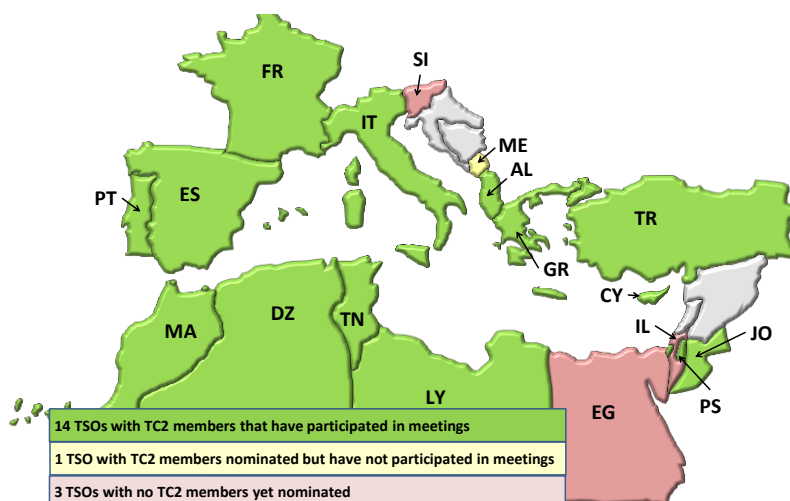 SI
FR
IT
ME
AL
PT
ES
TR
GR
CY
MA
DZ
TN
IL
JO
LY
EG
PS
14 TSOs with TC2 members that have participated in meetings
1 TSO with TC2 members nominated but have not participated in meetings
3 TSOs with no TC2 members yet nominated